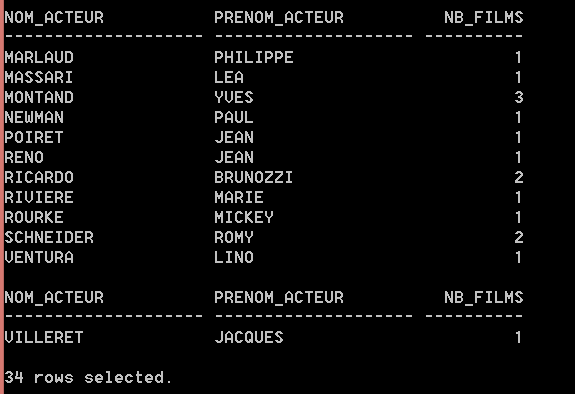 NOM_ACTEUR PRENOM_ACTEUR NB_FILMS
-------------------- -------------------- ----------
MARLAUD PHILIPPE 1
MASSARI LEA 1
MONTAND YVES 3
NEWMAN PAUL 1
POIRET JEAN 1
RENO JEAN 1
RICARDO BRUNOZZI 2
RIVIERE MARIE 1
ROURKE MICKEY 1
SCHNEIDER ROMY 2
VENTURA LINO 1
NOM_ACTEUR PRENOM_ACTEUR NB_FILMS
-------------------- -------------------- ----------
VILLERET JACQUES 1
34 rows selected.